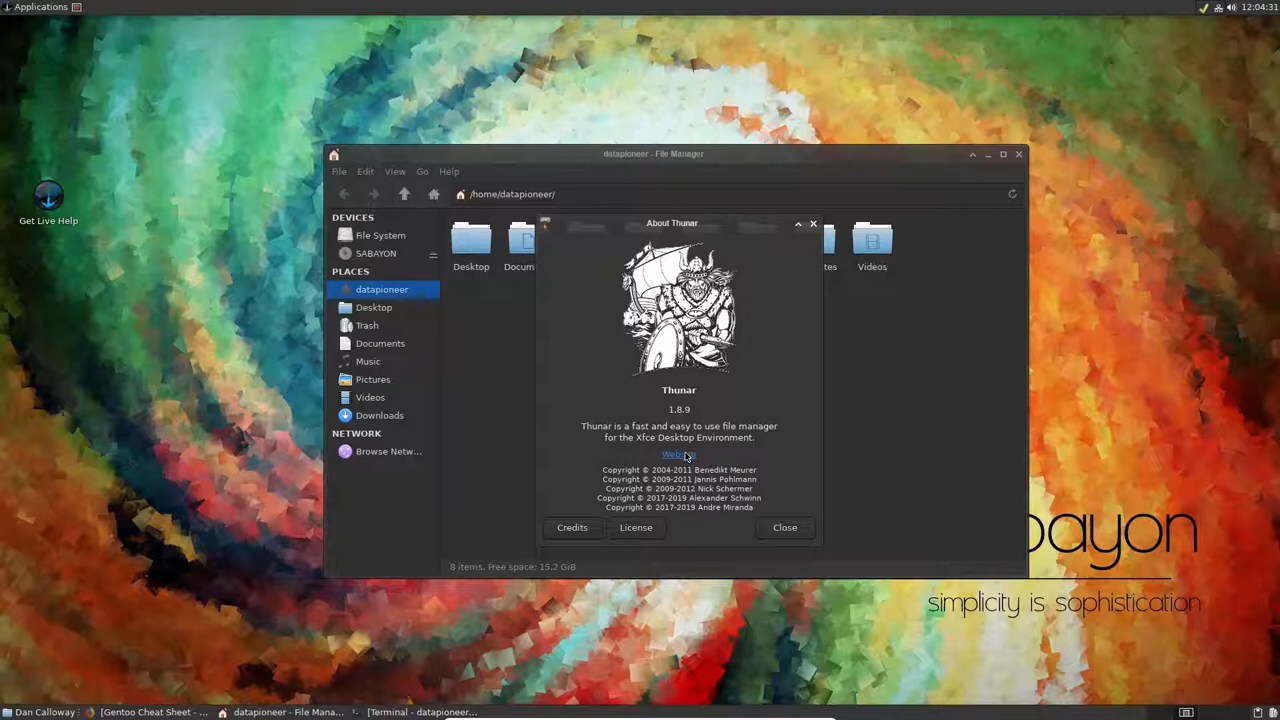 Applications
12:04:31
Get Live Help
datapioneer - File Manager
File Edit View Go Help
/home/datapioneer/
DEVICES
File System
SABAYON
PLACES
datapioneer
Desktop
Trash
Documents
Music
Pictures
Videos
Downloads
NETWORK
Browse Netw...
Desktop
Videos
About Thunar
Thunar
1.8.9
Thunar is a fast and easy to use file manager
for the Xfce Desktop Environment.
Copyright © 2004-2011 Benedikt Meurer
Copyright © 2009-2011 Jannis Pohlmann
Copyright © 2009-2012 Nick Schermer
Copyright © 2017-2019 Alexander Schwinn
Copyright © 2017-2019 Andre Miranda
Credits License Close
8 items, Free space: 15.2 GiB
simplicity is sophistication
Dan Calloway [Gentoo Cheat Sheet - ... datapioneer - File Mana... [Terminal - datapioneer...